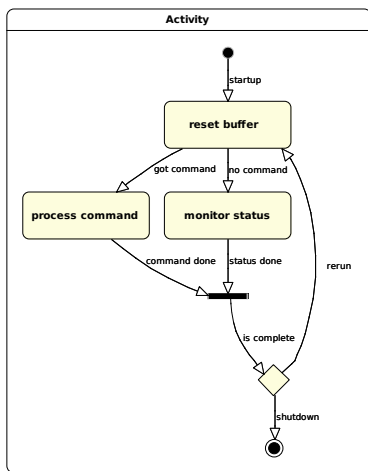 Activity
startup
reset buffer
got command
no command
process command
monitor status
command done
status done
is complete
rerun
shutdown